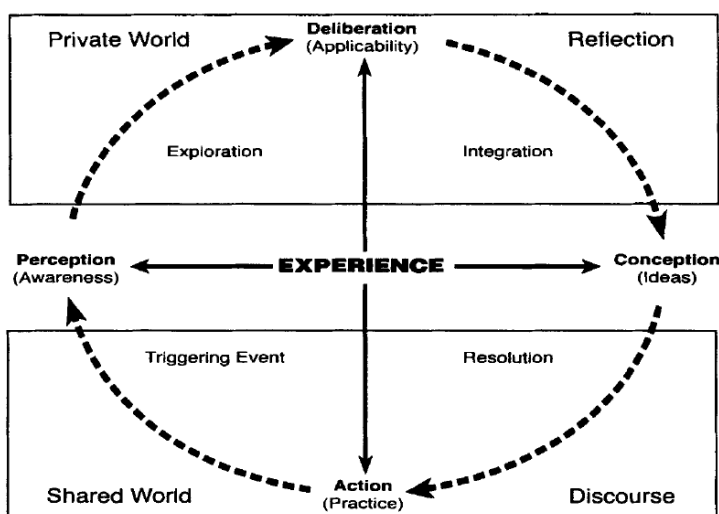 Private World
Deliberation
(Applicability)
Reflection
Exploration
Integration
Perception
(Awareness)
EXPERIENCE
Conception
(Ideas)
Triggering Event
Resolution
Shared World
Action
(Practice)
Discourse